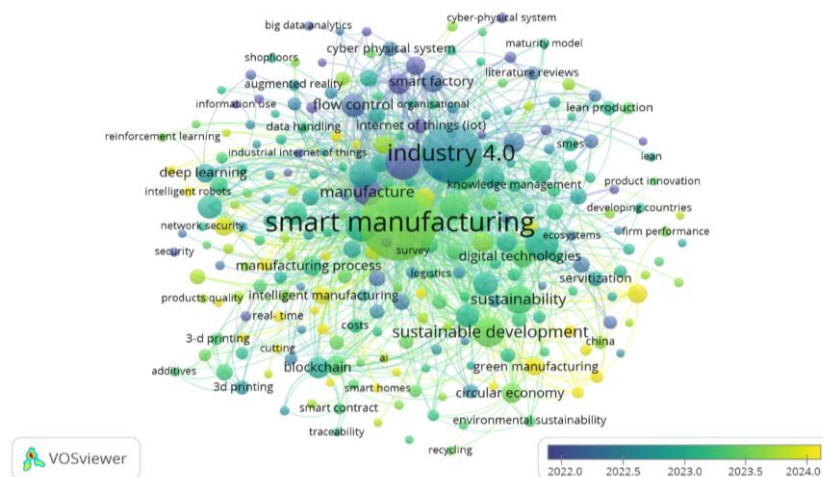 cyber-physical system
big data analytics
cyber physical system
maturity model
shopfloors
smart factory
literature reviews
augmented reality
information use
flow control
organisational
lean production
data handling
internet of things (iot)
reinforcement learning
industrial internet of things
industry 4.0
smes
lean
deep learning
knowledge management
product innovation
intelligent robots
manufacture
developing countries
network security
smart manufacturing
ecosystems
firm performance
security
survey
digital technologies
manufacturing process
logistics
servitization
products quality
intelligent manufacturing
sustainability
real- time
costs
sustainable development
3-d printing
cutting
ai
china
additives
blockchain
green manufacturing
3d printing
smart homes
circular economy
smart contract
environmental sustainability
traceability
recycling
VOSviewer
2022.0 2022.5 2023.0 2023.5 2024.0